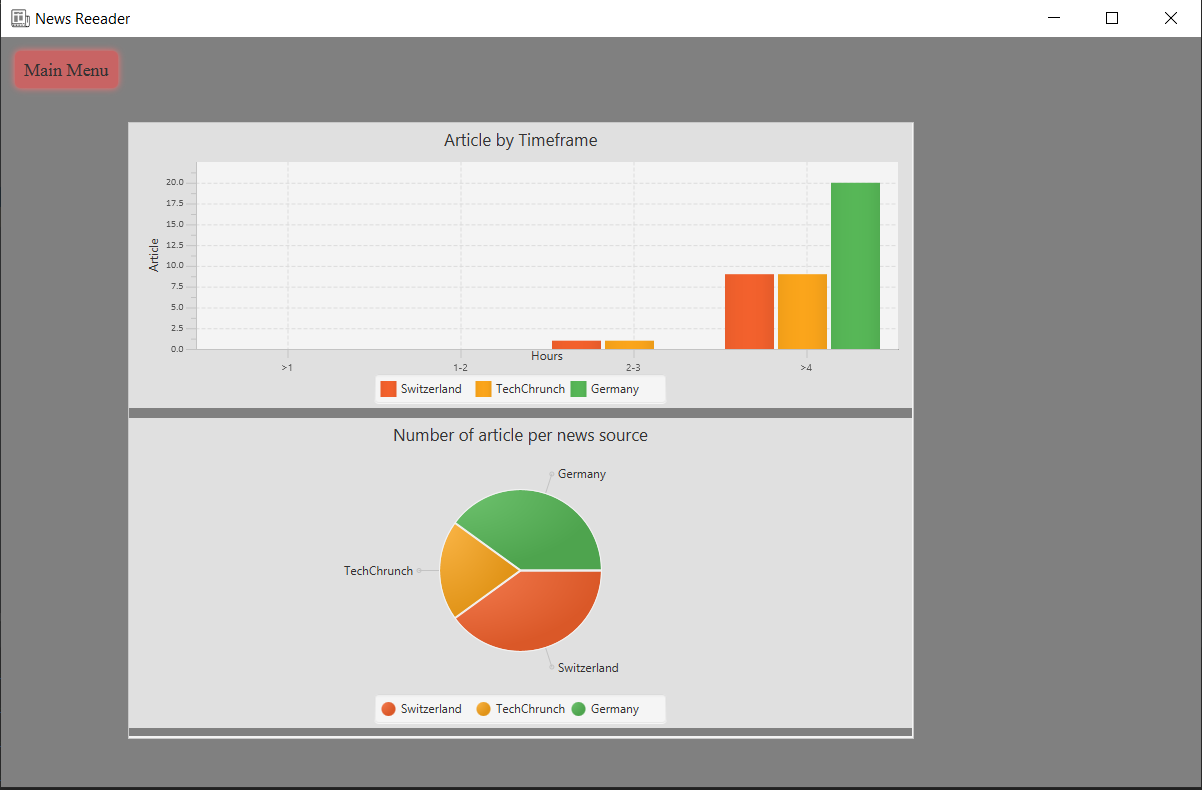 News Reeader
Main Menu
Article by Timeframe
Article
20.0
17.5
15.0
12.5
10.0
7.5
5.0
2.5
0.0
Hours
>1 1-2 2-3 >4
Switzerland TechChrunch Germany
Number of article per news source
Germany
TechChrunch
Switzerland
Switzerland TechChrunch Germany